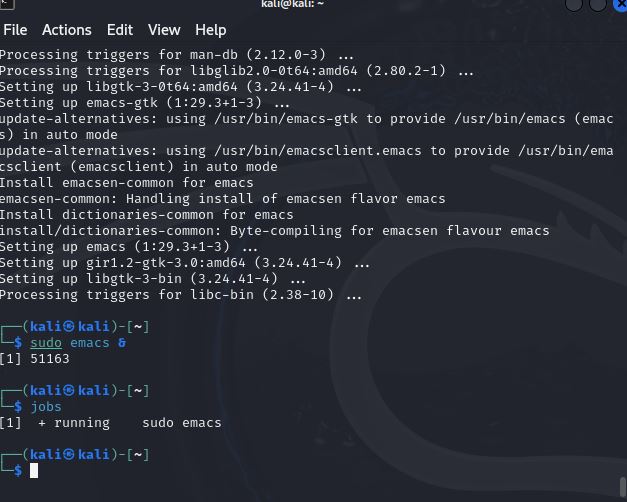 kali@kali: ~
File Actions Edit View Help
Processing triggers for man-db (2.12.0-3) ...
Processing triggers for libglib2.0-0t64:amd64 (2.80.2-1) ...
Setting up libgtk-3-0t64:amd64 (3.24.41-4) ...
Setting up emacs-gtk (1:29.3+1-3) ...
update-alternatives: using /usr/bin/emacs-gtk to provide /usr/bin/emacs (emac
s) in auto mode
update-alternatives: using /usr/bin/emacsclient.emacs to provide /usr/bin/ema
csclient (emacsclient) in auto mode
Install emacsen-common for emacs
emacsen-common: Handling install of emacsen flavor emacs
Install dictionaries-common for emacs
install/dictionaries-common: Byte-compiling for emacsen flavour emacs
Setting up emacs (1:29.3+1-3) ...
Setting up gir1.2-gtk-3.0:amd64 (3.24.41-4) ...
Setting up libgtk-3-bin (3.24.41-4) ...
Processing triggers for libc-bin (2.38-10) ...
┌──(kali㉿kali)-[~]
└─$ sudo emacs &
[1] 51163
┌──(kali㉿kali)-[~]
└─$ jobs
[1]  + running    sudo emacs
┌──(kali㉿kali)-[~]
└─$